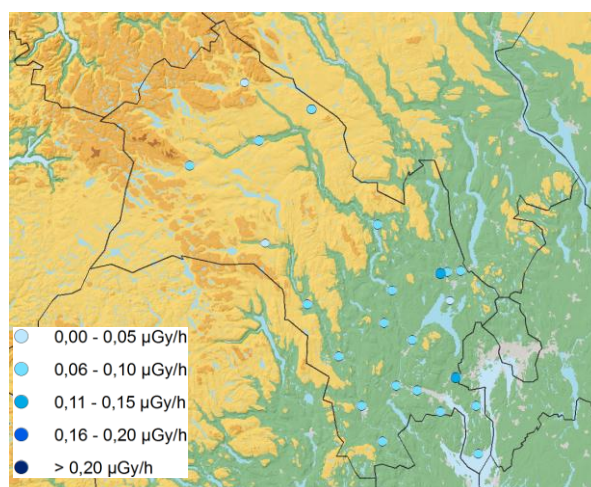 0,00 - 0,05 µGy/h
0,06 - 0,10 µGy/h
0,11 - 0,15 µGy/h
0,16 - 0,20 µGy/h
> 0,20 µGy/h